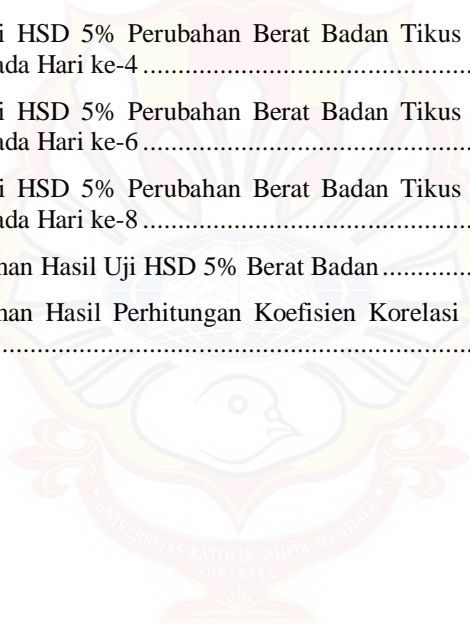 i HSD 5% Perubahan Berat Badan Tikus
ada Hari ke-4 ........................................................
i HSD 5% Perubahan Berat Badan Tikus
ada Hari ke-6 ........................................................
i HSD 5% Perubahan Berat Badan Tikus
ada Hari ke-8 ........................................................
nan Hasil Uji HSD 5% Berat Badan ................
nan Hasil Perhitungan Koefisien Korelasi
................................................................................
UNIVERSITAS KATOLIK WIDYA MANDALA
SURABAYA